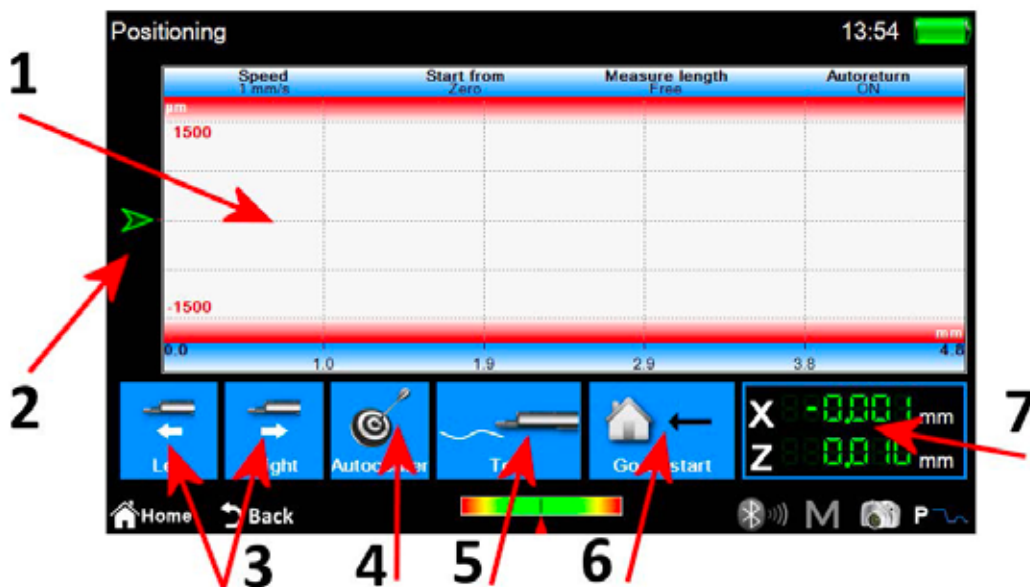 Positioning 13:54
1
Speed Start from Measure length Autoreturn
1 mm/s Zero Free ON
µm
1500
-1500
mm
0.0 4.8
1.0 1.9 2.9 3.8
2
X -0.001 mm
Z 0.010 mm
7
Home Back M P
3 4 5 6